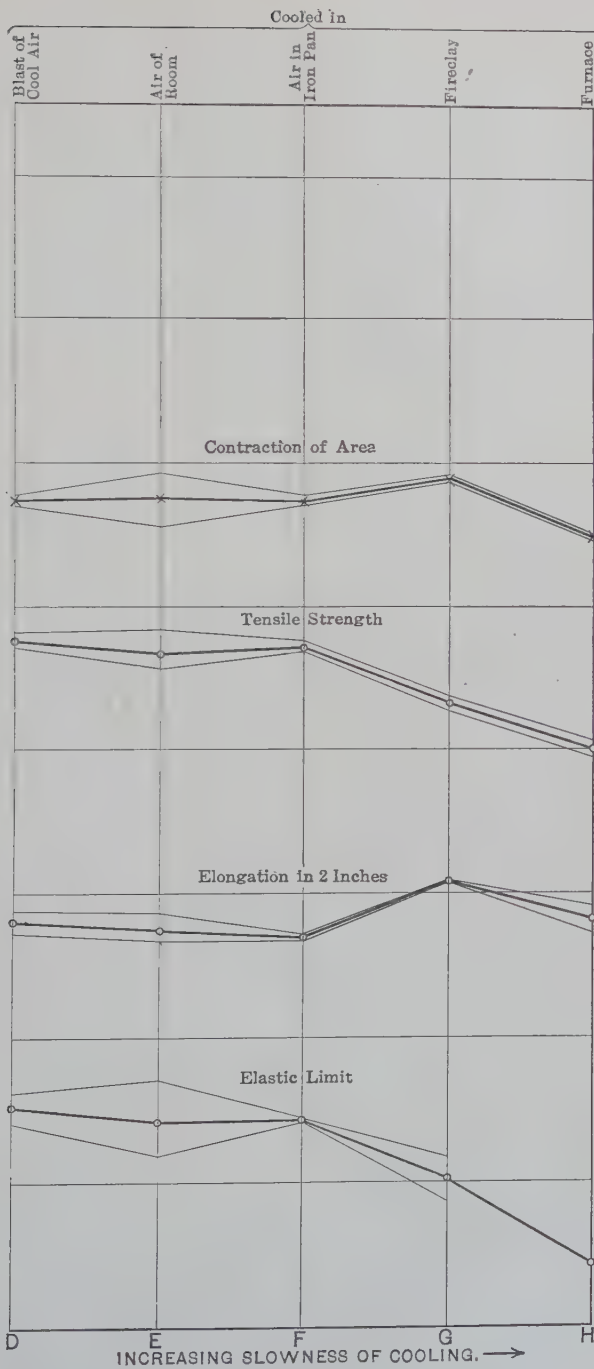 Cooled in
Blast of
Cool Air
Air of
Room
Air in
Iron Pan
Fireclay
Furnace
Contraction of Area
Tensile Strength
Elongation in 2 Inches
Elastic Limit
D E F G H
INCREASING SLOWNESS OF COOLING. →